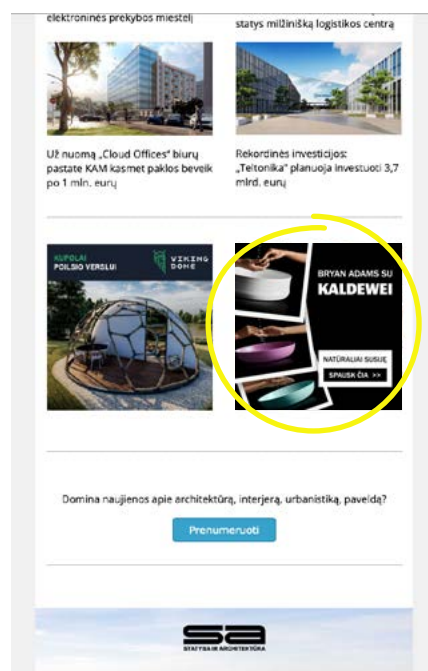 elektroninės prekybos miestelį
statys milžinišką logistikos centrą
Už nuomą „Cloud Offices“ biurų
pastate KAM kasmet paklos beveik
po 1 mln. eurų
Rekordinės investicijos:
„Teltonika“ planuoja investuoti 3,7
mlrd. eurų
KUPOLAI
POILSIO VERSLUI
VIKING
DOME
BRYAN ADAMS SU
KALDEWEI
NATŪRALIAI SUSIJĘ
SPAUSK ČIA >>
Domina naujienos apie architektūrą, interjerą, urbanistiką, paveldą?
Prenumeruoti
sa
STATYBA IR ARCHITEKTŪRA